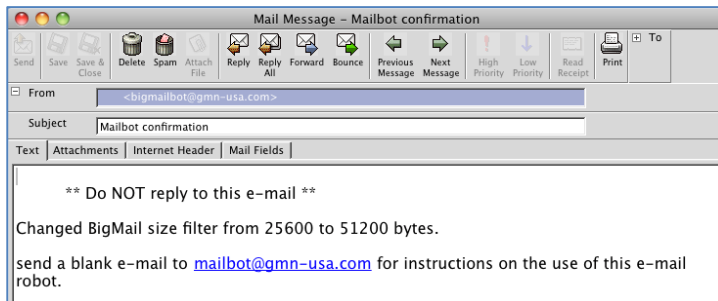 Mail Message – Mailbot confirmation
To
Send Save Save & Close Delete Spam Attach File Reply Reply All Forward Bounce Previous Message Next Message High Priority Low Priority Read Receipt Print
From <bigmailbot@gmn-usa.com>
Subject Mailbot confirmation
Text Attachments Internet Header Mail Fields
** Do NOT reply to this e-mail **
Changed BigMail size filter from 25600 to 51200 bytes.
send a blank e-mail to mailbot@gmn-usa.com for instructions on the use of this e-mail
robot.